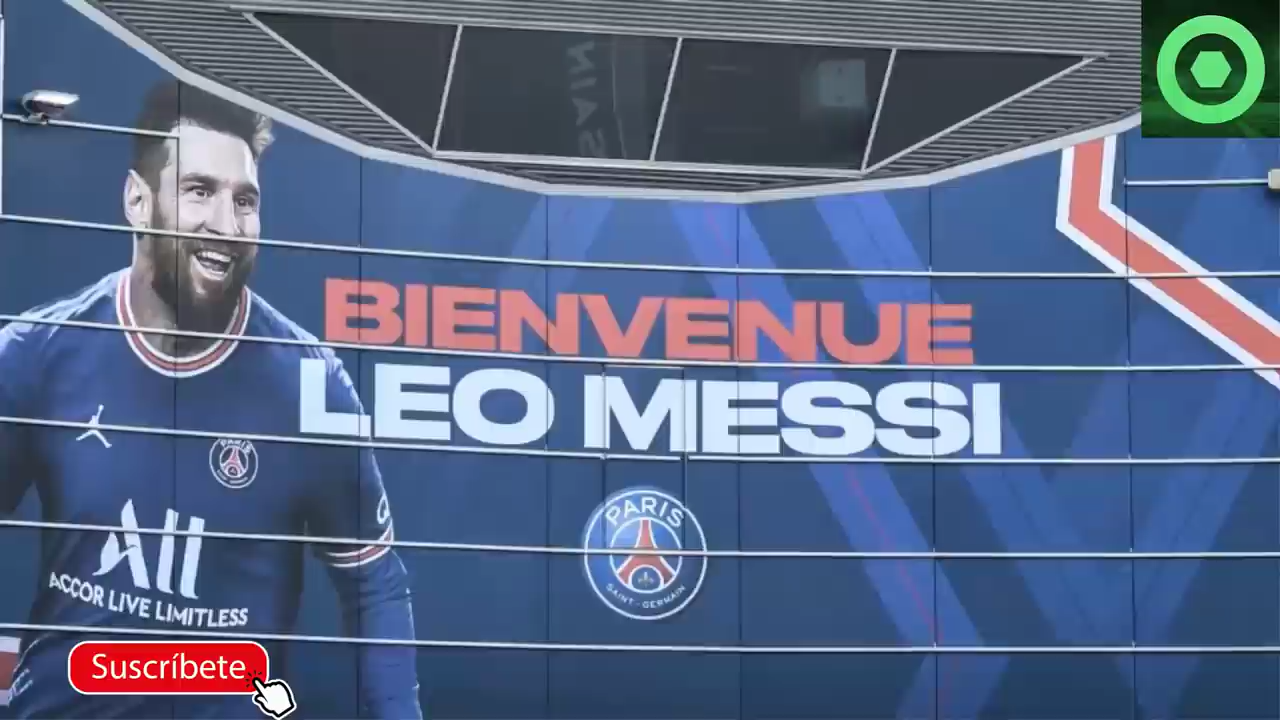 BIENVENUE
LEO MESSI
PARIS
SAINT-GERMAIN
PARIS
ALL
ACCOR LIVE LIMITLESS
Suscríbete